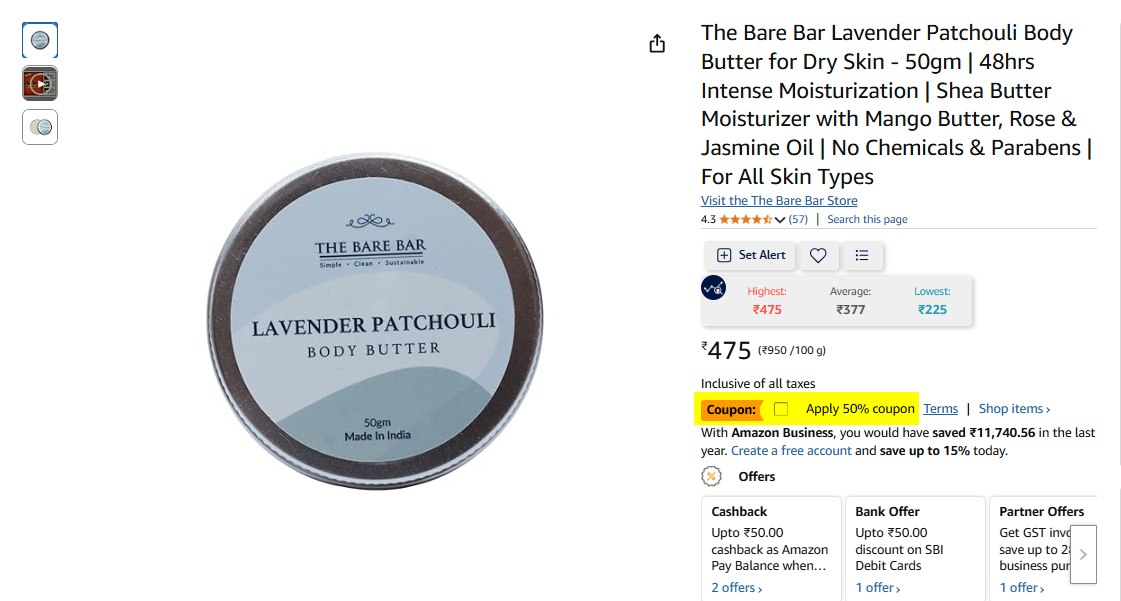 THE BARE BAR
Simple • Clean • Sustainable
LAVENDER PATCHOULI
BODY BUTTER
50gm
Made In India
The Bare Bar Lavender Patchouli Body
Butter for Dry Skin - 50gm | 48hrs
Intense Moisturization | Shea Butter
Moisturizer with Mango Butter, Rose &
Jasmine Oil | No Chemicals & Parabens |
For All Skin Types
Visit the The Bare Bar Store
4.3 (57) | Search this page
Set Alert
Highest: Average: Lowest:
₹475 ₹377 ₹225
₹475 (₹950 /100 g)
Inclusive of all taxes
Coupon: Apply 50% coupon Terms | Shop items ›
With Amazon Business, you would have saved ₹11,740.56 in the last
year. Create a free account and save up to 15% today.
% Offers
Cashback
Upto ₹50.00
cashback as Amazon
Pay Balance when…
2 offers ›
Bank Offer
Upto ₹50.00
discount on SBI
Debit Cards
1 offer ›
Partner Offers
Get GST
save up to
business
1 offer ›